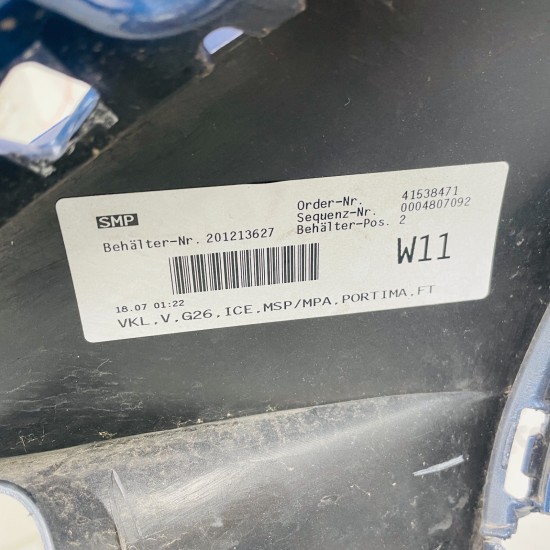 SMP
Order-Nr. 41538471
Sequenz-Nr. 0004807092
Behälter-Nr. 201213627 Behälter-Pos. 2
W11
18.07 01:22
VKL.V.G26.ICE.MSP/MPA.PORTIMA.FT